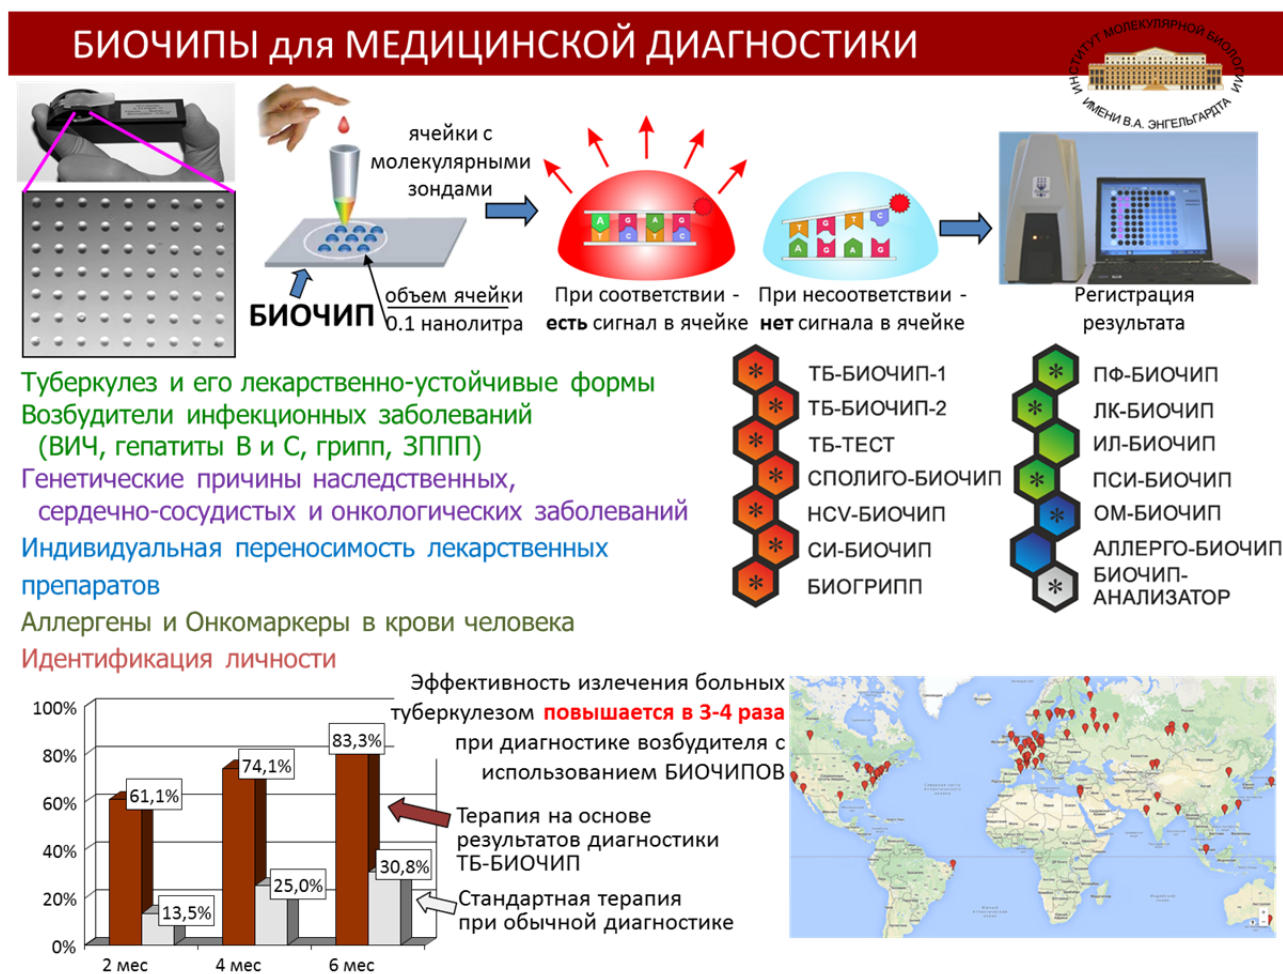 БИОЧИПЫ для МЕДИЦИНСКОЙ ДИАГНОСТИКИ
ИНСТИТУТ МОЛЕКУЛЯРНОЙ БИОЛОГИИ
ИМЕНИ В.А. ЭНГЕЛЬГАРДТА
ячейки с
молекулярными
зондами
A G A G
T C T C
T G T C
A G A G
БИОЧИП
объем ячейки
0.1 нанолитра
При соответствии -
есть сигнал в ячейке
При несоответствии -
нет сигнала в ячейке
Регистрация
результата
Туберкулез и его лекарственно-устойчивые формы
Возбудители инфекционных заболеваний
(ВИЧ, гепатиты В и С, грипп, ЗППП)
Генетические причины наследственных,
сердечно-сосудистых и онкологических заболеваний
Индивидуальная переносимость лекарственных
препаратов
Аллергены и Онкомаркеры в крови человека
Идентификация личности
ТБ-БИОЧИП-1
ТБ-БИОЧИП-2
ТБ-ТЕСТ
СПОЛИГО-БИОЧИП
HCV-БИОЧИП
СИ-БИОЧИП
БИОГРИПП
ПФ-БИОЧИП
ЛК-БИОЧИП
ИЛ-БИОЧИП
ПСИ-БИОЧИП
ОМ-БИОЧИП
АЛЛЕРГО-БИОЧИП
БИОЧИП-
АНАЛИЗАТОР
Эффективность излечения больных
туберкулезом повышается в 3-4 раза
при диагностике возбудителя с
использованием БИОЧИПОВ
100%
80%
60%
40%
20%
0%
61,1%
13,5%
74,1%
25,0%
83,3%
30,8%
2 мес
4 мес
6 мес
Терапия на основе
результатов диагностики
ТБ-БИОЧИП
Стандартная терапия
при обычной диагностике